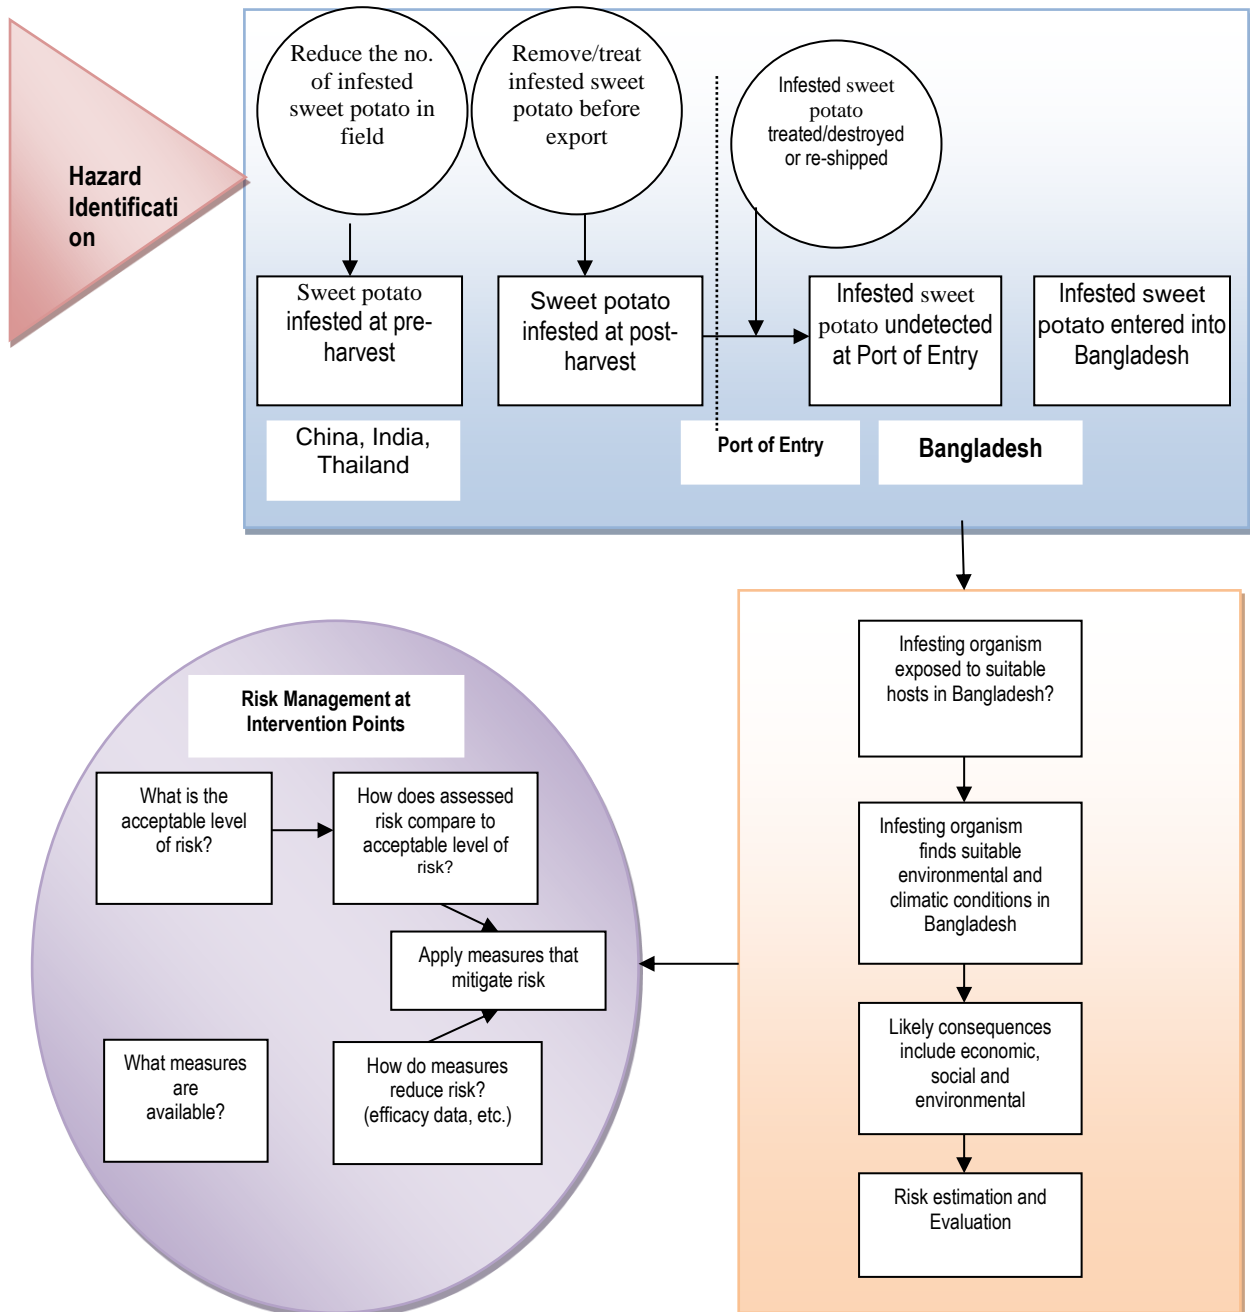 Hazard
Identificati
on
Reduce the no.
of infested
sweet potato in
field
Remove/treat
infested sweet
potato before
export
Infested sweet
potato
treated/destroyed
or re-shipped
Sweet potato
infested at pre-
harvest
Sweet potato
infested at post-
harvest
Infested sweet
potato undetected
at Port of Entry
Infested sweet
potato entered into
Bangladesh
China, India,
Thailand
Port of Entry
Bangladesh
Infesting organism
exposed to suitable
hosts in Bangladesh?
Infesting organism
finds suitable
environmental and
climatic conditions in
Bangladesh
Likely consequences
include economic,
social and
environmental
Risk estimation and
Evaluation
Risk Management at
Intervention Points
What is the
acceptable level
of risk?
How does assessed
risk compare to
acceptable level of
risk?
Apply measures that
mitigate risk
What measures
are
available?
How do measures
reduce risk?
(efficacy data, etc.)